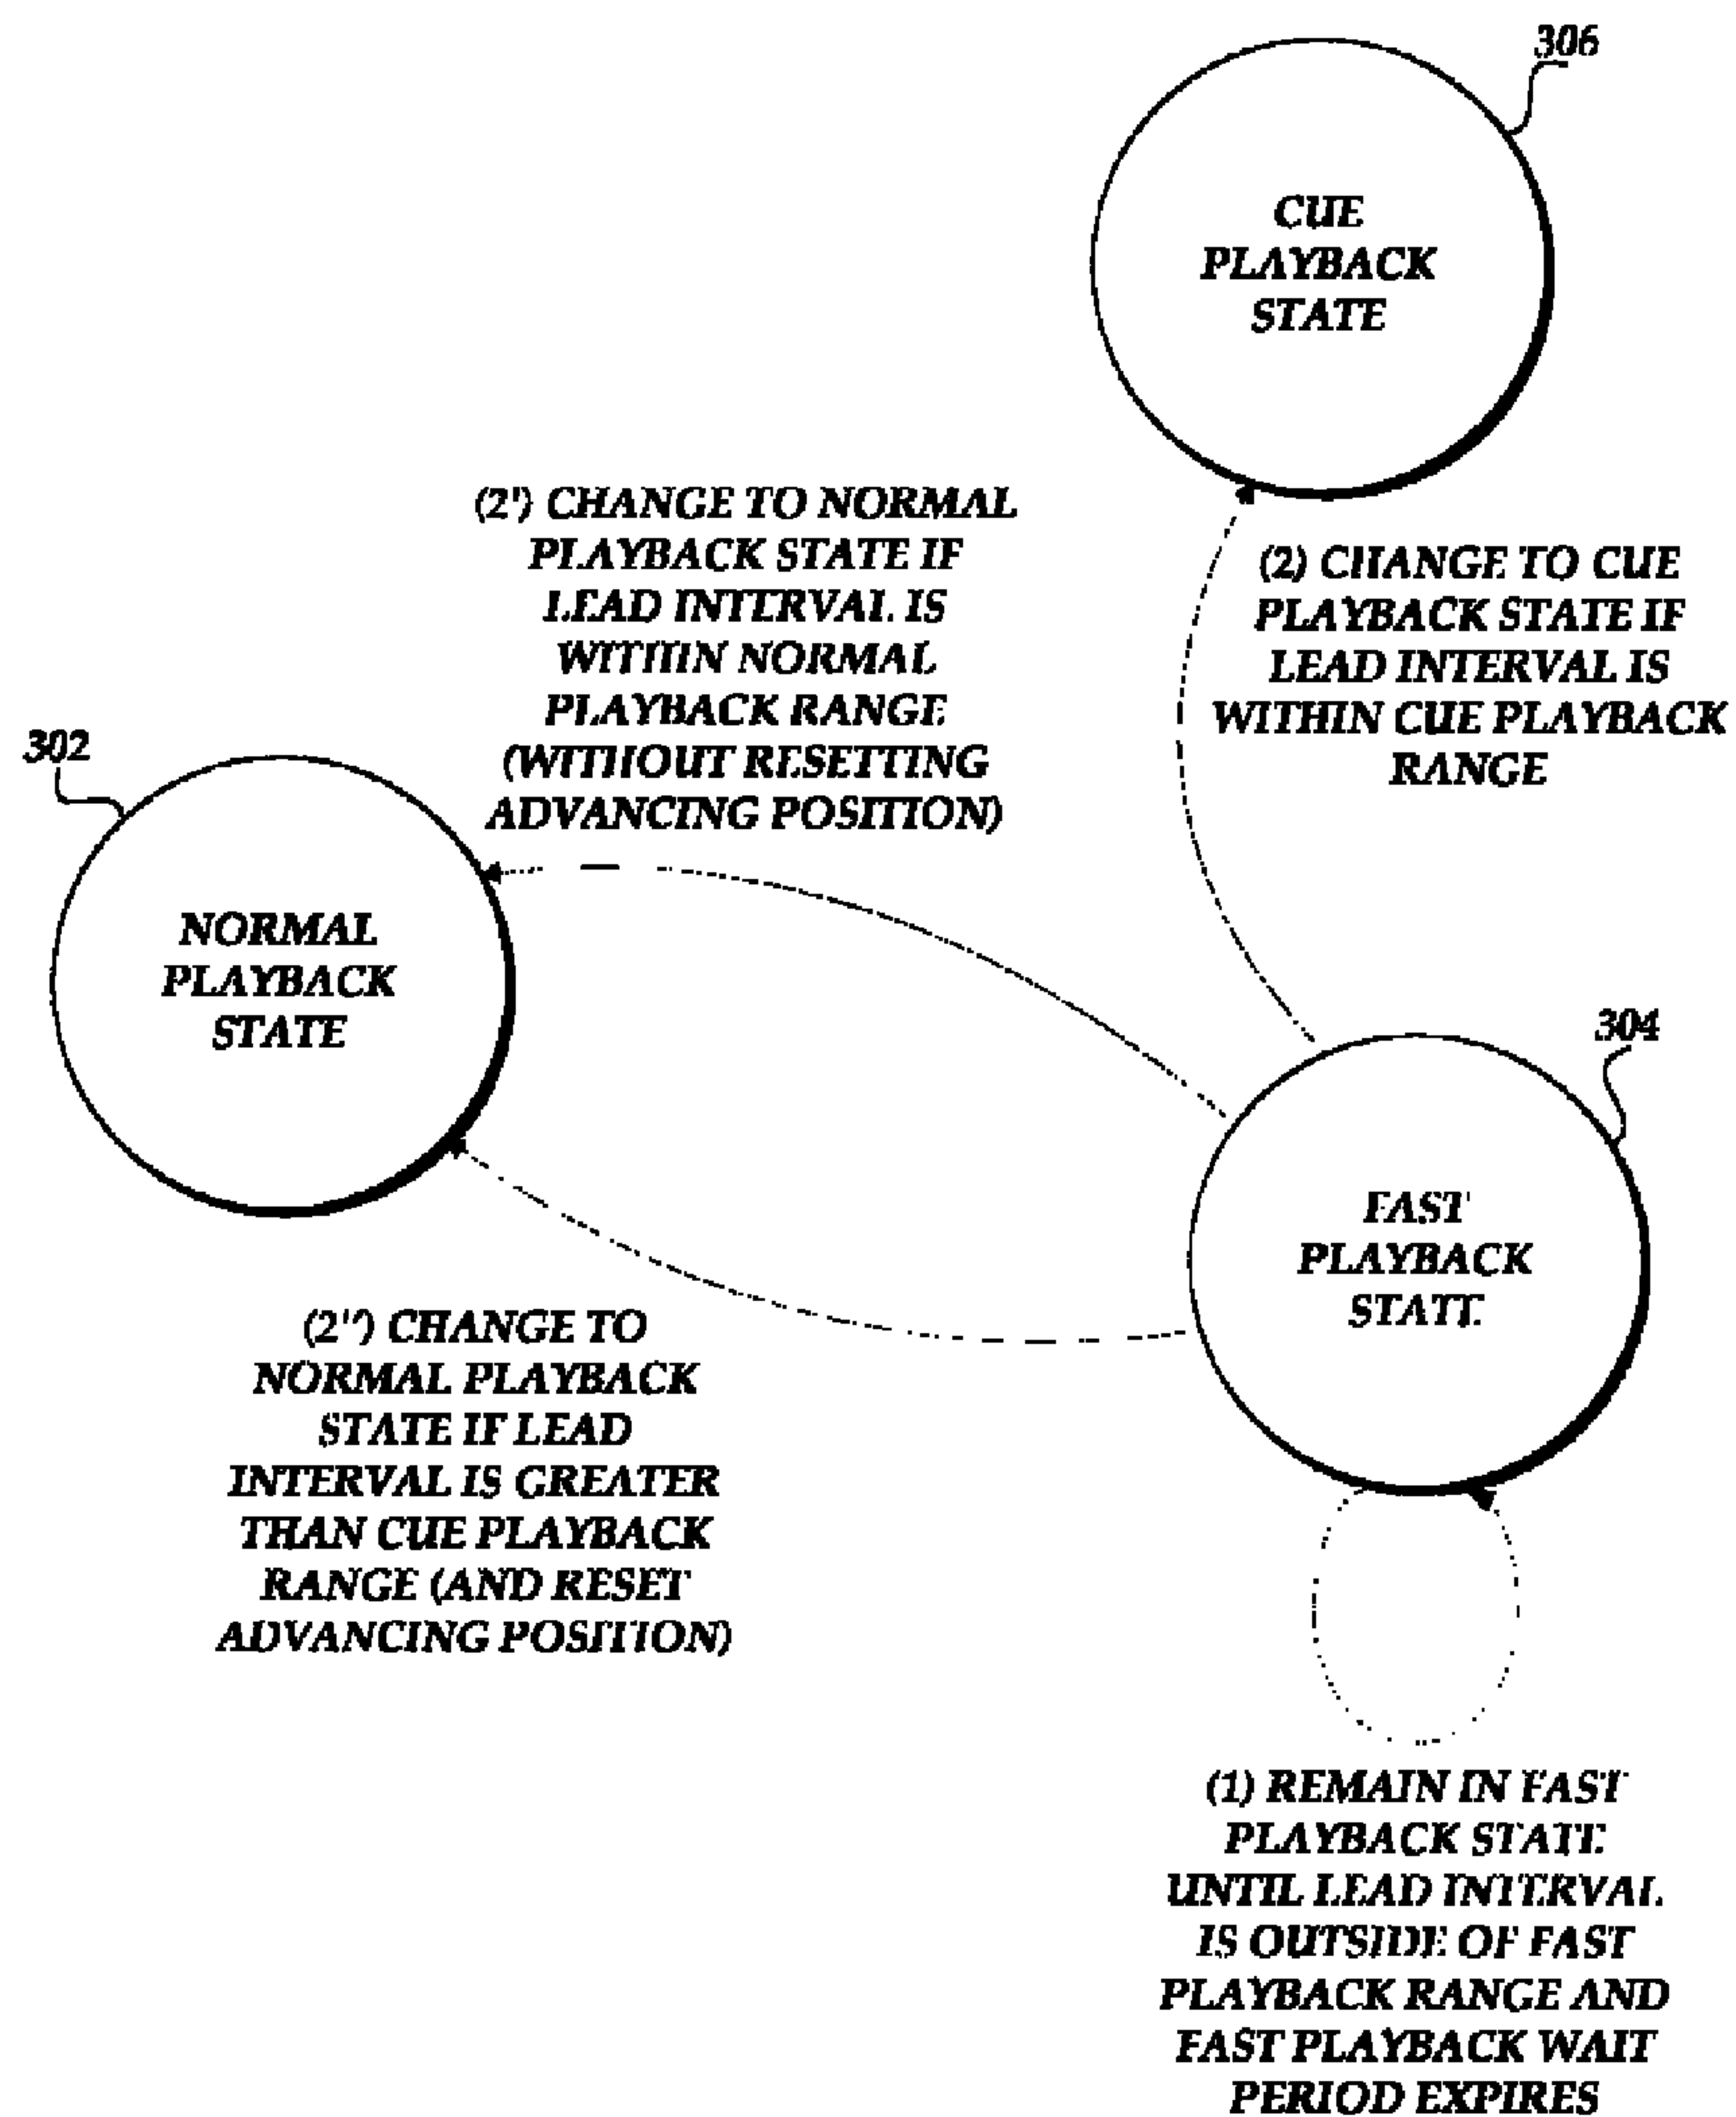 306
CUE
PLAYBACK
STATE
(2') CHANGE TO NORMAL
PLAYBACK STATE IF
LEAD INTERVAL IS
WITHIN NORMAL
PLAYBACK RANGE
(WITHOUT RESETTING
ADVANCING POSITION)
(2) CHANGE TO CUE
PLAYBACK STATE IF
LEAD INTERVAL IS
WITHIN CUE PLAYBACK
RANGE
302
NORMAL
PLAYBACK
STATE
304
FAST
PLAYBACK
STATE
(2'') CHANGE TO
NORMAL PLAYBACK
STATE IF LEAD
INTERVAL IS GREATER
THAN CUE PLAYBACK
RANGE (AND RESET
ADVANCING POSITION)
(1) REMAIN IN FAST
PLAYBACK STATE
UNTIL LEAD INTERVAL
IS OUTSIDE OF FAST
PLAYBACK RANGE AND
FAST PLAYBACK WAIT
PERIOD EXPIRES